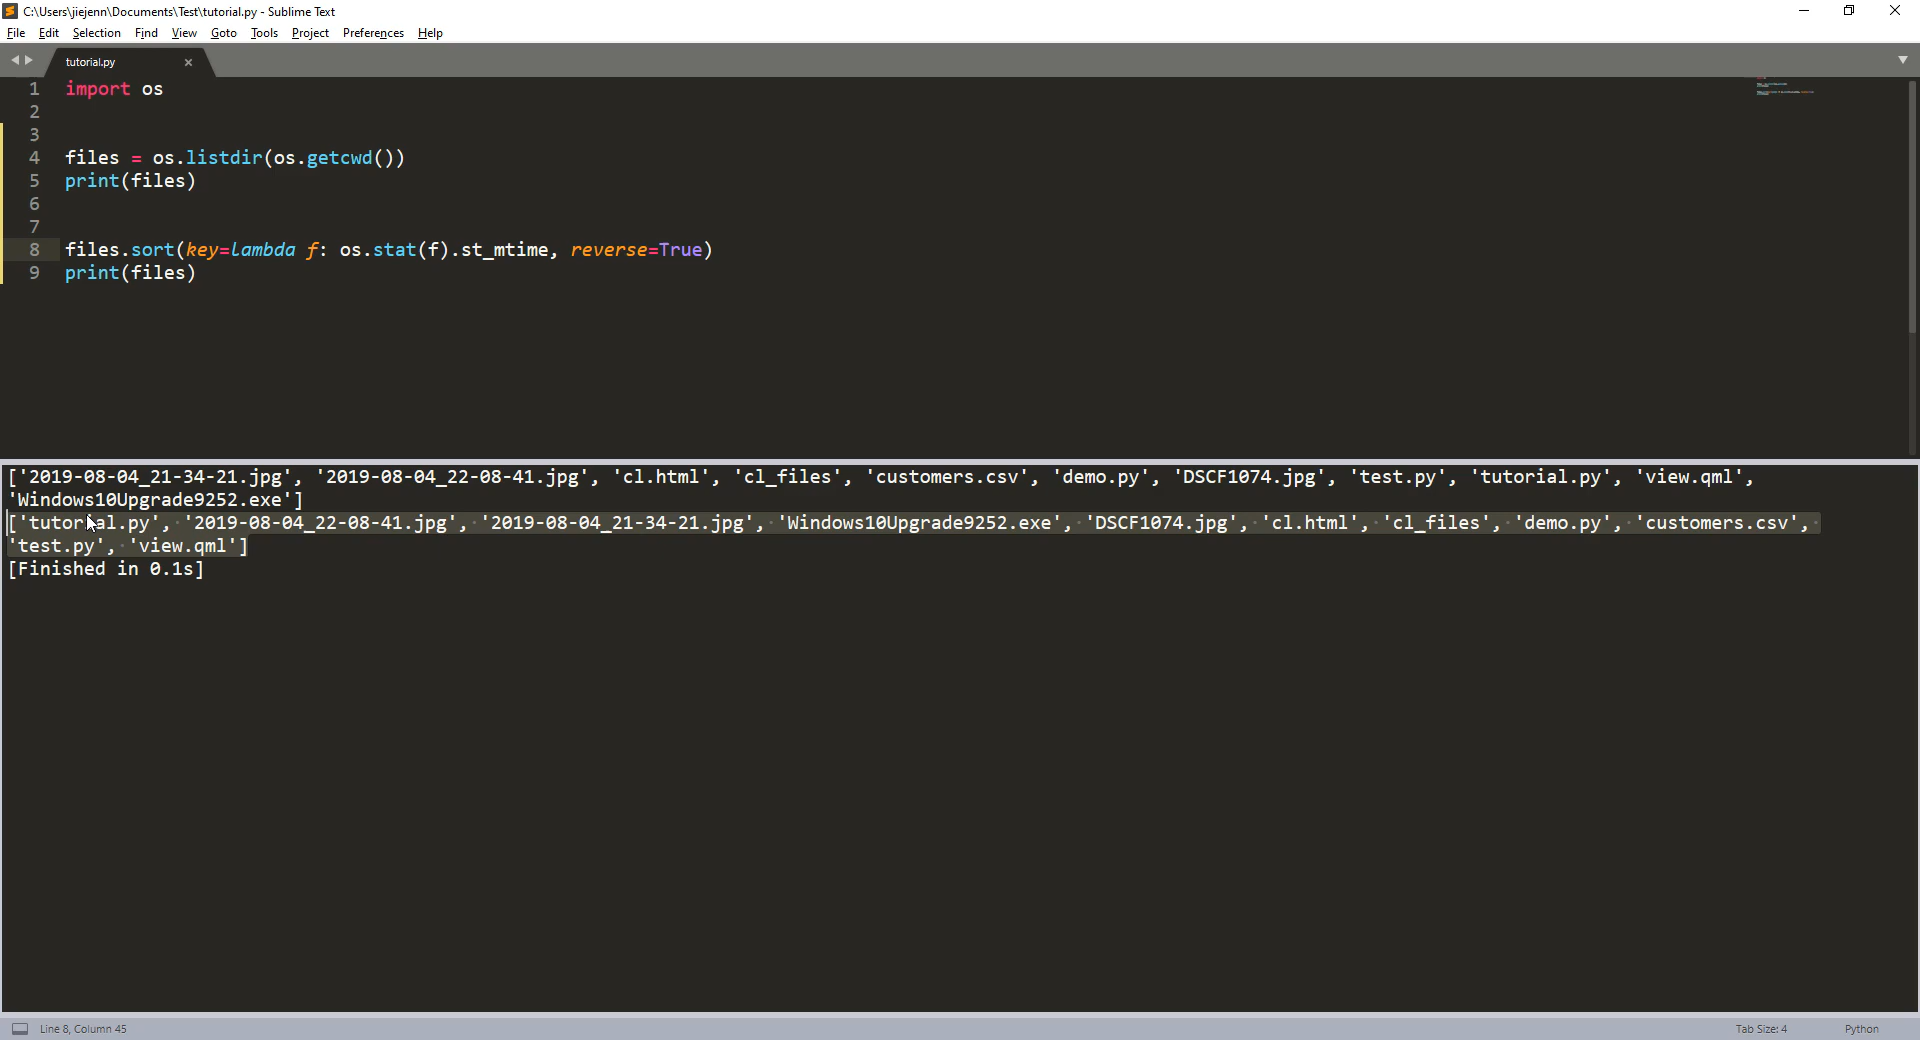 C:\Users\jiejenn\Documents\Test\tutorial.py - Sublime Text
File Edit Selection Find View Goto Tools Project Preferences Help
tutorial.py
1 import os
2
3
4 files = os.listdir(os.getcwd())
5 print(files)
6
7
8 files.sort(key=lambda f: os.stat(f).st_mtime, reverse=True)
9 print(files)
['2019-08-04_21-34-21.jpg', '2019-08-04_22-08-41.jpg', 'cl.html', 'cl_files', 'customers.csv', 'demo.py', 'DSCF1074.jpg', 'test.py', 'tutorial.py', 'view.qml',
'Windows10Upgrade9252.exe']
['tutorial.py', '2019-08-04_22-08-41.jpg', '2019-08-04_21-34-21.jpg', 'Windows10Upgrade9252.exe', 'DSCF1074.jpg', 'cl.html', 'cl_files', 'demo.py', 'customers.csv',
'test.py', 'view.qml']
[Finished in 0.1s]
Line 8, Column 45 Tab Size: 4 Python